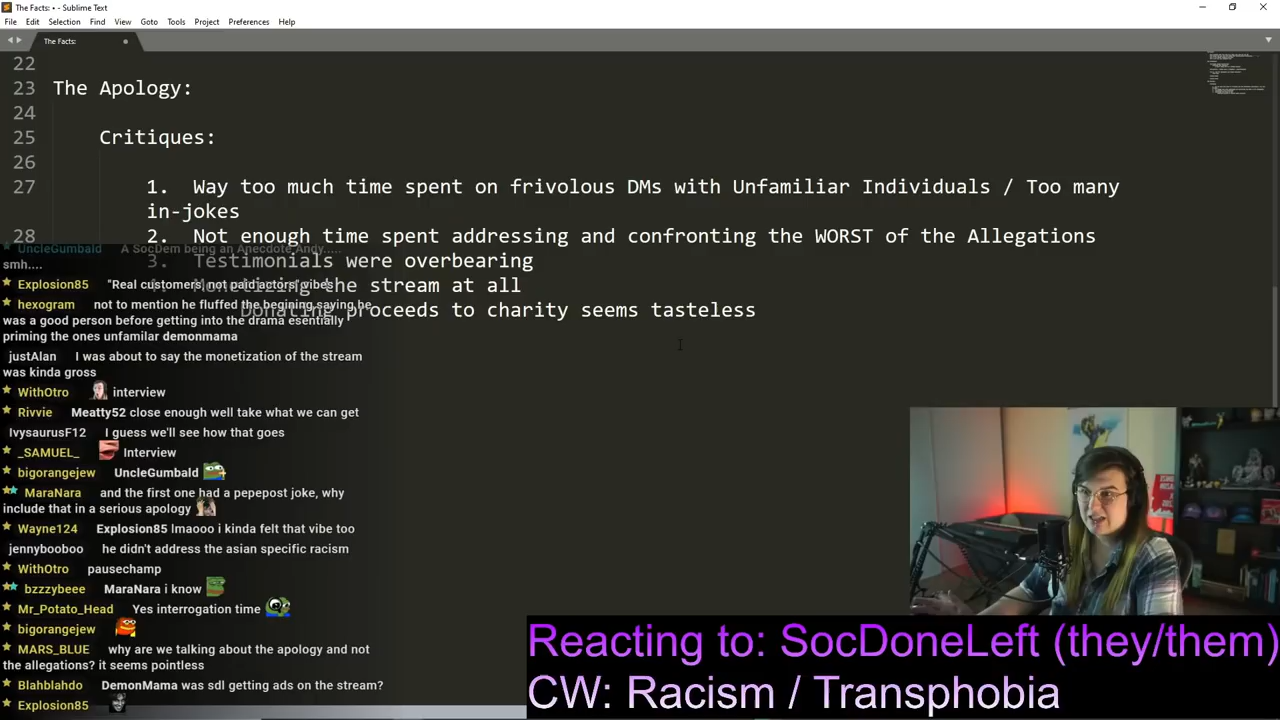 The Facts: • - Sublime Text
File Edit Selection Find View Goto Tools Project Preferences Help
The Facts:
22
23 The Apology:
24
25 Critiques:
26
27 1. Way too much time spent on frivolous DMs with Unfamiliar Individuals / Too many
in-jokes
28 2. Not enough time spent addressing and confronting the WORST of the Allegations
3. Testimonials were overbearing
4. Monetizing the stream at all
Donating proceeds to charity seems tasteless
UncleGumbald A SocDem being an Anecdote Andy.....
smh....
Explosion85 "Real customers, not paid actors" vibes
hexogram not to mention he fluffed the begining saying he
was a good person before getting into the drama esentially
priming the ones unfamilar demonmama
justAlan I was about to say the monetization of the stream
was kinda gross
WithOtro interview
Rivvie Meatty52 close enough well take what we can get
IvysaurusF12 I guess we'll see how that goes
_SAMUEL_ Interview
bigorangejew UncleGumbald
MaraNara and the first one had a pepepost joke, why
include that in a serious apology
Wayne124 Explosion85 lmaooo i kinda felt that vibe too
jennybooboo he didn't address the asian specific racism
WithOtro pausechamp
bzzzybeee MaraNara i know
Mr_Potato_Head Yes interrogation time
bigorangejew
MARS_BLUE why are we talking about the apology and not
the allegations? it seems pointless
Blahblahdo DemonMama was sdl getting ads on the stream?
Explosion85
Reacting to: SocDoneLeft (they/them)
CW: Racism / Transphobia